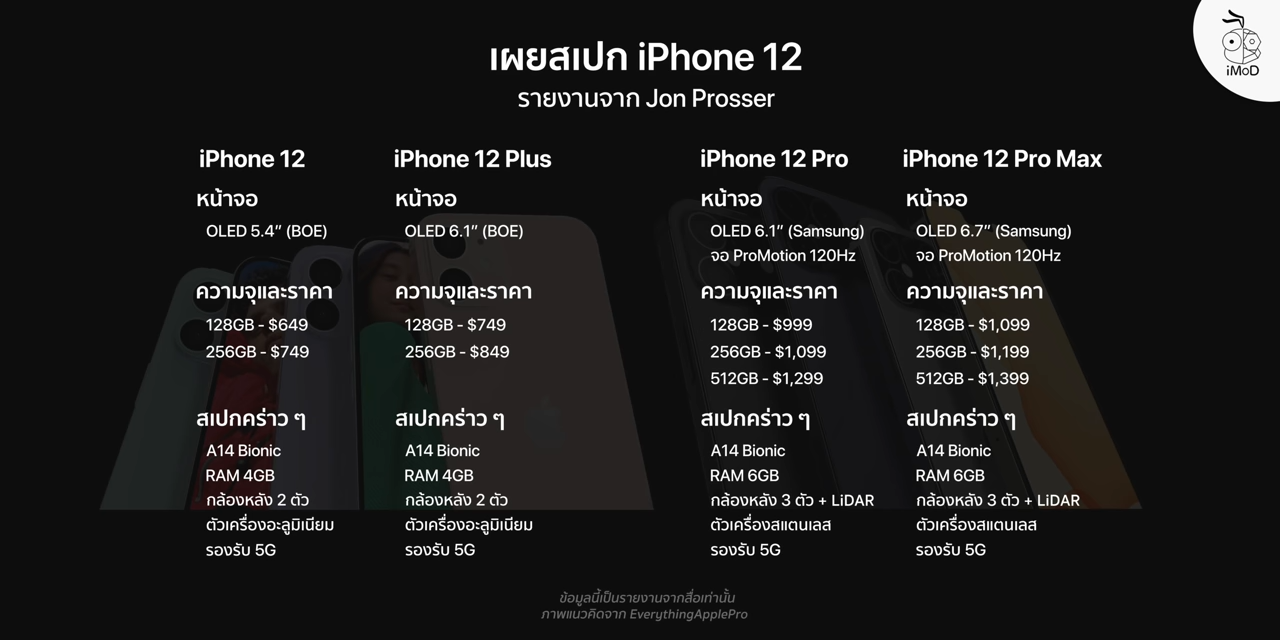 เผยสเปก iPhone 12
รายงานจาก Jon Prosser
iMoD
iPhone 12
หน้าจอ
OLED 5.4” (BOE)
ความจุและราคา
128GB - $649
256GB - $749
สเปกคร่าว ๆ
A14 Bionic
RAM 4GB
กล้องหลัง 2 ตัว
ตัวเครื่องอะลูมิเนียม
รองรับ 5G
iPhone 12 Plus
หน้าจอ
OLED 6.1” (BOE)
ความจุและราคา
128GB - $749
256GB - $849
สเปกคร่าว ๆ
A14 Bionic
RAM 4GB
กล้องหลัง 2 ตัว
ตัวเครื่องอะลูมิเนียม
รองรับ 5G
iPhone 12 Pro
หน้าจอ
OLED 6.1” (Samsung)
จอ ProMotion 120Hz
ความจุและราคา
128GB - $999
256GB - $1,099
512GB - $1,299
สเปกคร่าว ๆ
A14 Bionic
RAM 6GB
กล้องหลัง 3 ตัว + LiDAR
ตัวเครื่องสแตนเลส
รองรับ 5G
iPhone 12 Pro Max
หน้าจอ
OLED 6.7” (Samsung)
จอ ProMotion 120Hz
ความจุและราคา
128GB - $1,099
256GB - $1,199
512GB - $1,399
สเปกคร่าว ๆ
A14 Bionic
RAM 6GB
กล้องหลัง 3 ตัว + LiDAR
ตัวเครื่องสแตนเลส
รองรับ 5G
ข้อมูลนี้เป็นรายงานจากสื่อเท่านั้น
ภาพแนวคิดจาก EverythingApplePro